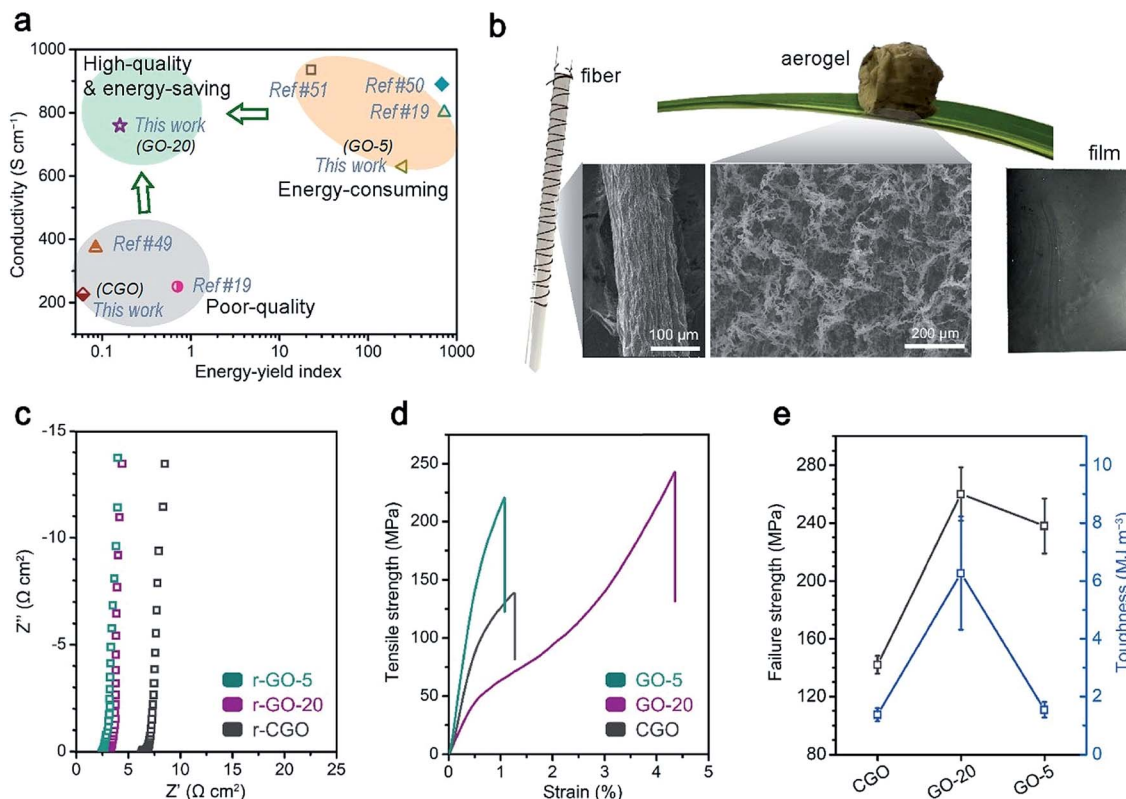 a
1000
800
600
400
200
Conductivity (S cm⁻¹)
High-quality
& energy-saving
This work
(GO-20)
Ref#51
Ref#50
Ref#19
(GO-5)
This work
Energy-consuming
Ref#49
(CGO)
This work
Ref#19
Poor-quality
0.1 1 10 100 1000
Energy-yield index
b
fiber
aerogel
film
100 µm
200 µm
c
-15
-10
-5
0
Z'' (Ω cm²)
r-GO-5
r-GO-20
r-CGO
0 5 10 15 20 25
Z' (Ω cm²)
d
250
200
150
100
50
0
Tensile strength (MPa)
GO-5
GO-20
CGO
0 1 2 3 4 5
Strain (%)
e
280
240
200
160
120
80
Failure strength (MPa)
10
8
6
4
2
0
Toughness (MJ m⁻³)
CGO GO-20 GO-5